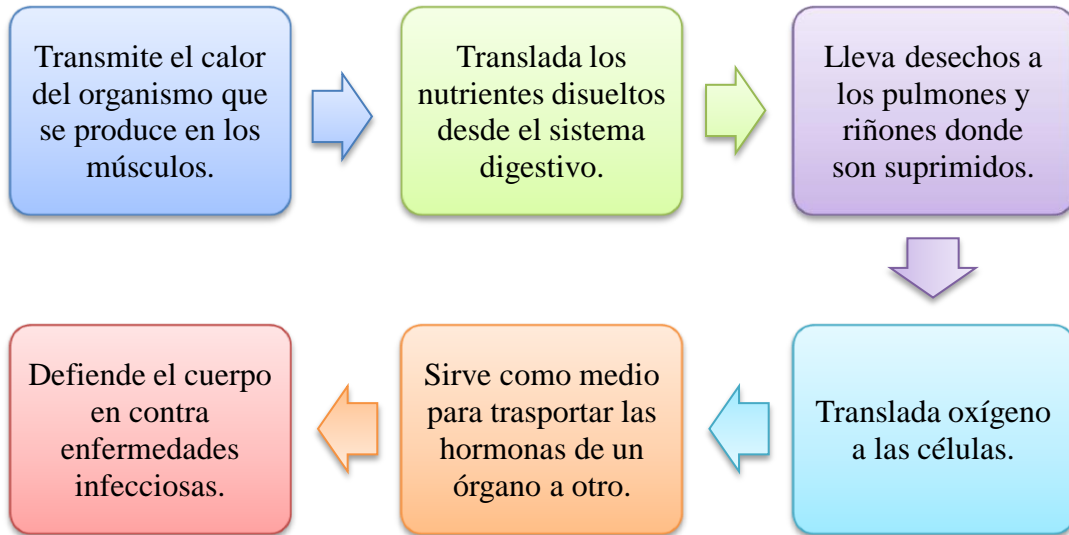 Transmite el calor
del organismo que
se produce en los
músculos.
Translada los
nutrientes disueltos
desde el sistema
digestivo.
Lleva desechos a
los pulmones y
riñones donde
son suprimidos.
Translada oxígeno
a las células.
Sirve como medio
para trasportar las
hormonas de un
órgano a otro.
Defiende el cuerpo
en contra
enfermedades
infecciosas.